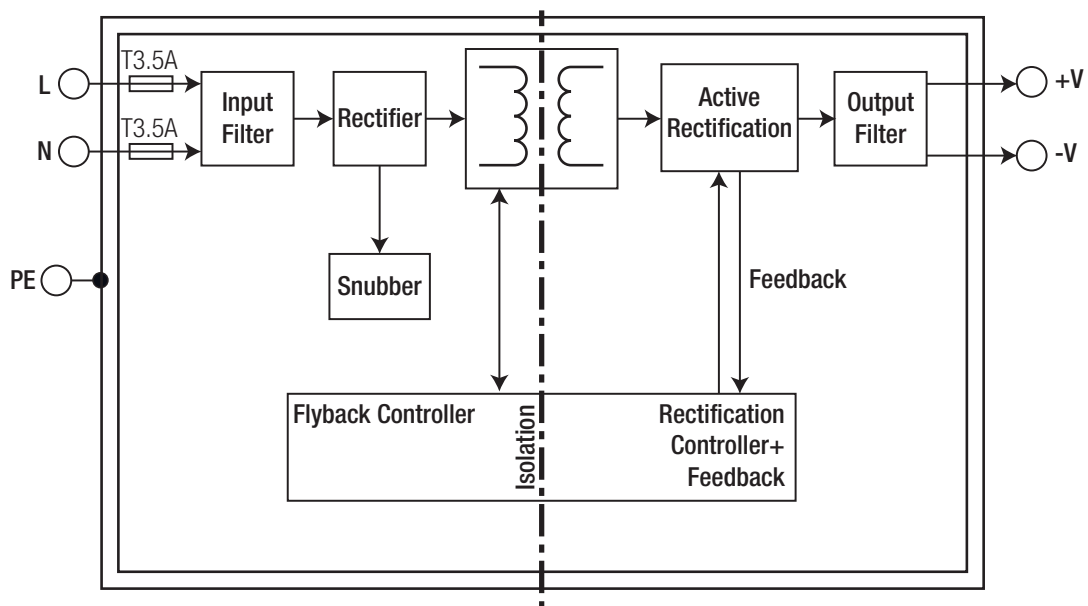 T3.5A
L
Input
Filter
Rectifier
Active
Rectification
Output
Filter
+V
T3.5A
N
-V
PE
Snubber
Feedback
Flyback Controller
Isolation
Rectification
Controller+
Feedback